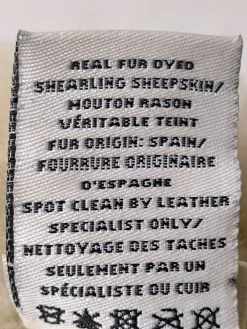 REAL FUR DYED
SHEARLING SHEEPSKIN/
MOUTON RASON
VÉRITABLE TEINT
FUR ORIGIN: SPAIN/
FOURRURE ORIGINAIRE
D'ESPAGNE
SPOT CLEAN BY LEATHER
SPECIALIST ONLY/
NETTOYAGE DES TACHES
SEULEMENT PAR UN
SPÉCIALISTE DU CUIR